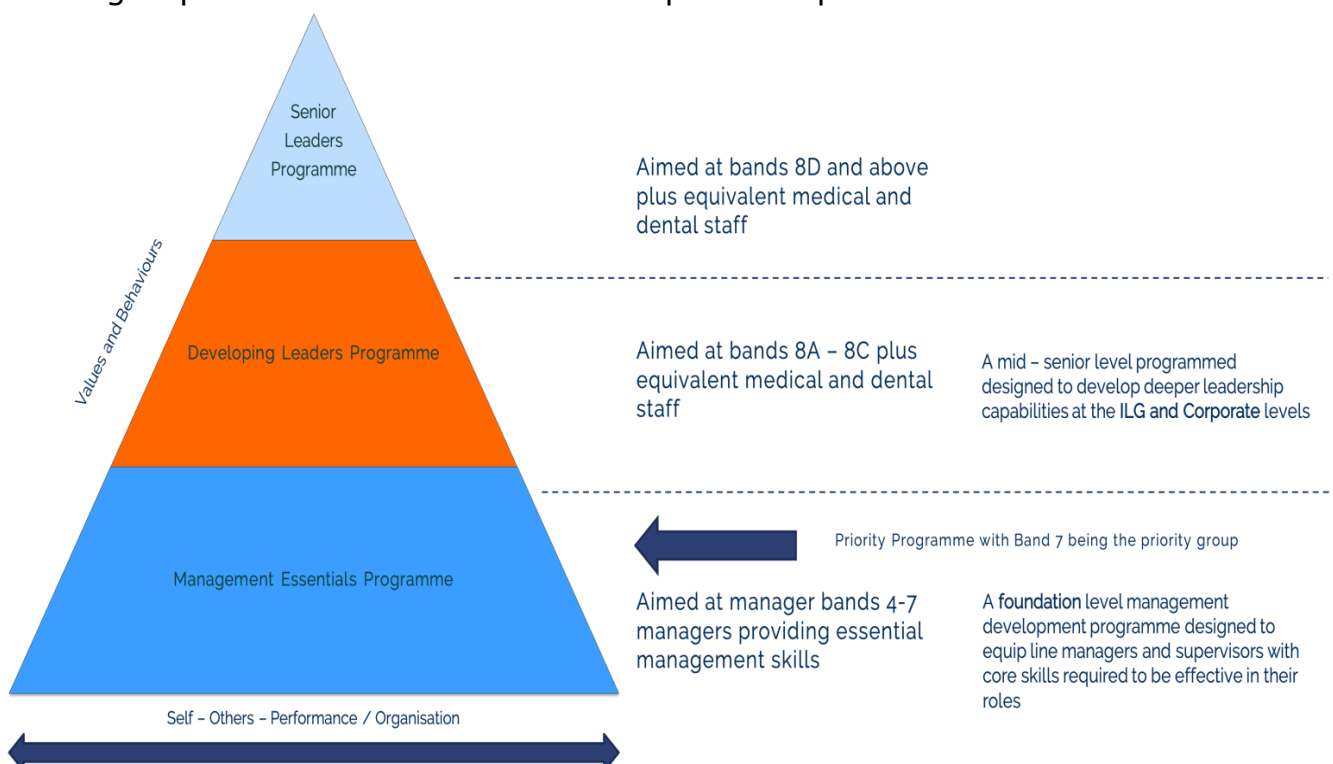 Senior
Leaders
Programme
Aimed at bands 8D and above
plus equivalent medical and
dental staff
Values and Behaviours
Developing Leaders Programme
Aimed at bands 8A – 8C plus
equivalent medical and dental
staff
A mid – senior level programmed
designed to develop deeper leadership
capabilities at the ILG and Corporate levels
Priority Programme with Band 7 being the priority group
Management Essentials Programme
Aimed at manager bands 4-7
managers providing essential
management skills
A foundation level management
development programme designed to
equip line managers and supervisors with
core skills required to be effective in their
roles
Self – Others – Performance / Organisation